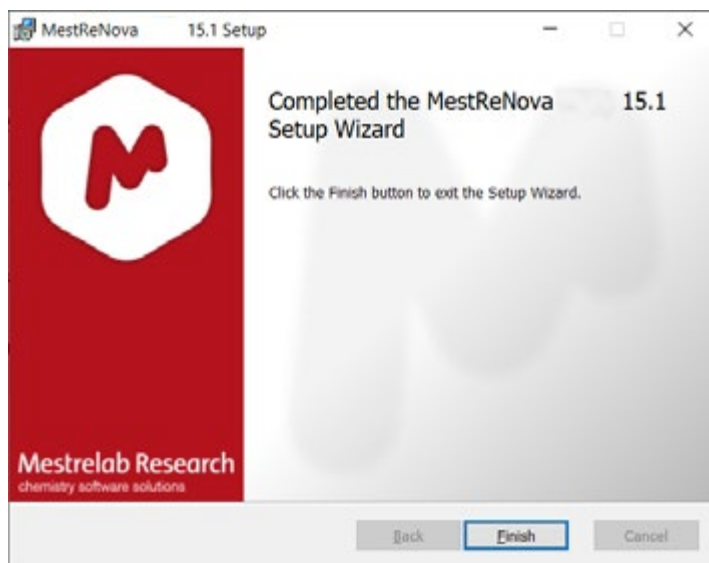 MestReNova 15.1 Setup
Completed the MestReNova 15.1
Setup Wizard
Click the Finish button to exit the Setup Wizard.
Mestrelab Research
chemistry software solutions
Back Finish Cancel